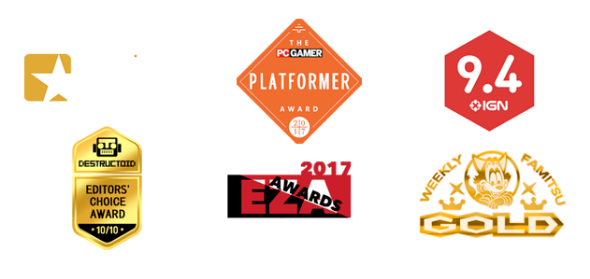 THE
PC GAMER
PLATFORMER
AWARD
2017
9.4
IGN
DESTRUCTOID
EDITORS'
CHOICE
AWARD
10/10
2017
EZA AWARDS
WEEKLY FAMITSU
GOLD